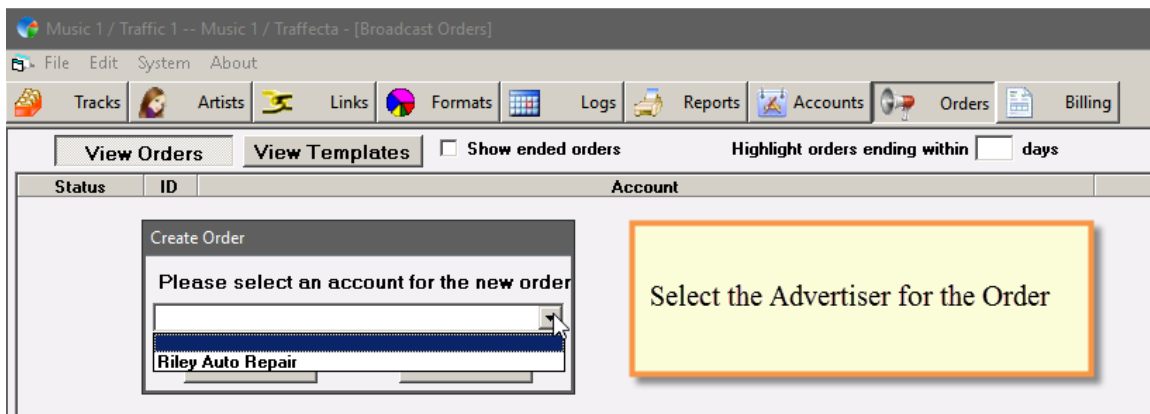 Music 1 / Traffic 1 -- Music 1 / Traffecta - [Broadcast Orders]
File Edit System About
Tracks Artists Links Formats Logs Reports Accounts Orders Billing
View Orders View Templates Show ended orders Highlight orders ending within days
Status ID Account
Create Order
Please select an account for the new order
Select the Advertiser for the Order
Riley Auto Repair